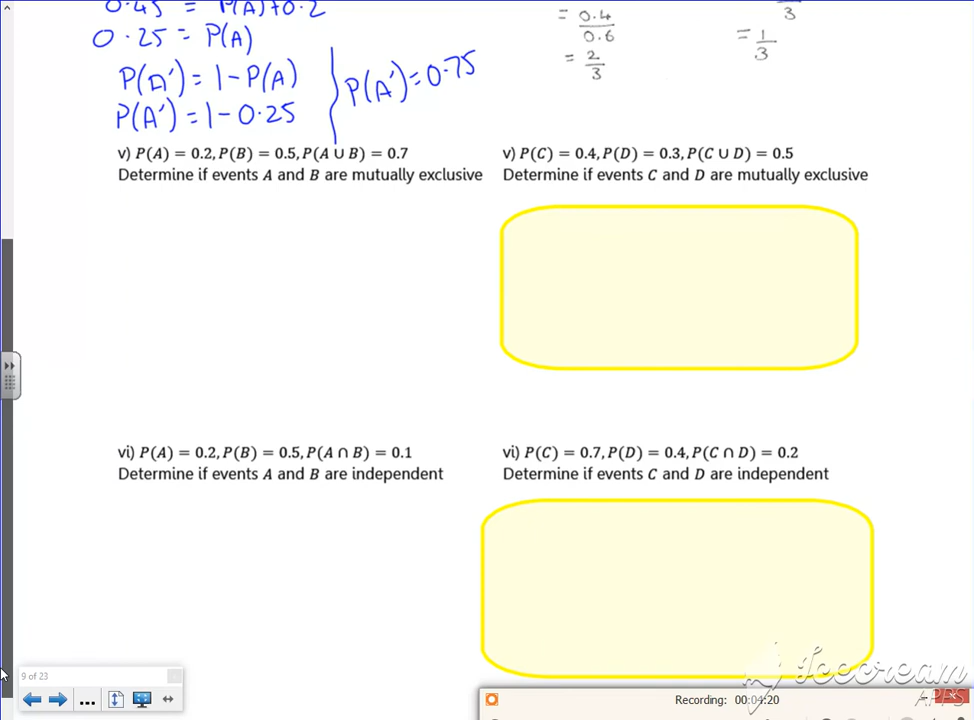 0.45 = P(A)+0.2
0.25 = P(A)
P(A′) = 1 - P(A)
P(A′) = 1 - 0.25
P(A′) = 0.75
= 0.4/0.6
= 2/3
3
= 1/3
v) P(A) = 0.2, P(B) = 0.5, P(A ∪ B) = 0.7
Determine if events A and B are mutually exclusive
v) P(C) = 0.4, P(D) = 0.3, P(C ∪ D) = 0.5
Determine if events C and D are mutually exclusive
vi) P(A) = 0.2, P(B) = 0.5, P(A ∩ B) = 0.1
Determine if events A and B are independent
vi) P(C) = 0.7, P(D) = 0.4, P(C ∩ D) = 0.2
Determine if events C and D are independent
9 of 23
Icecream
APPS
Recording: 00:04:20